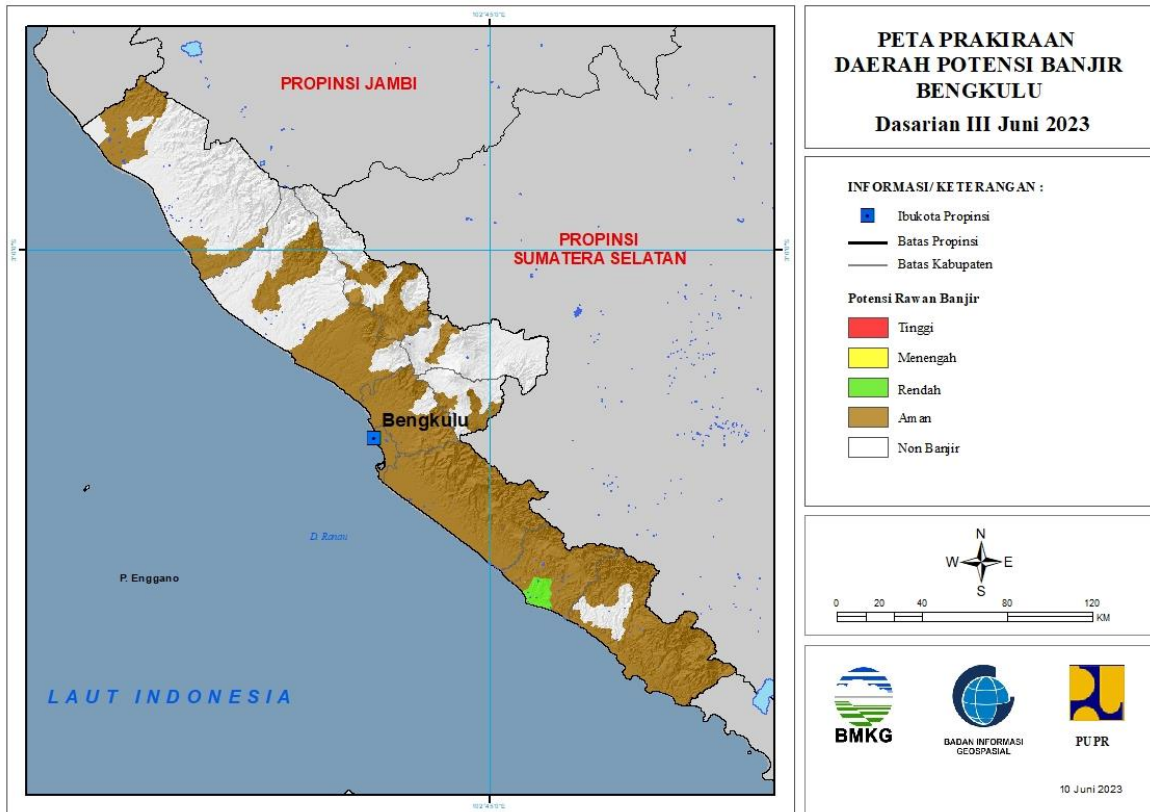 PETA PRAKIRAAN
DAERAH POTENSI BANJIR
BENGKULU
Dasarian III Juni 2023
INFORMASI/KETERANGAN :
Ibukota Propinsi
Batas Propinsi
Batas Kabupaten
Potensi Rawan Banjir
Tinggi
Menengah
Rendah
Aman
Non Banjir
N
W E
S
0 20 40 80 120
KM
BMKG
BADAN INFORMASI
GEOSPASIAL
PUPR
10 Juni 2023
PROPINSI JAMBI
PROPINSI
SUMATERA SELATAN
Bengkulu
D. Ranau
P. Enggano
LAUT INDONESIA